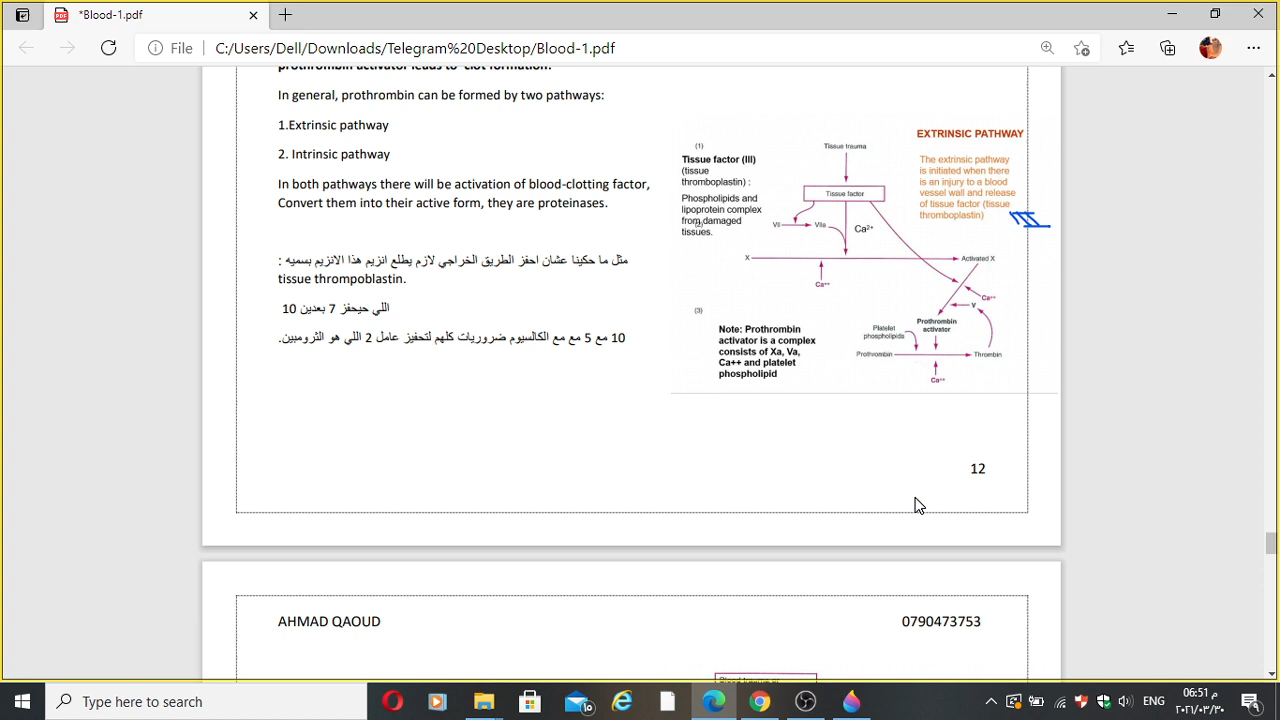 *Blood-1.pdf
File
C:/Users/Dell/Downloads/Telegram%20Desktop/Blood-1.pdf
prothrombin activator leads to clot formation.
In general, prothrombin can be formed by two pathways:
1.Extrinsic pathway
2. Intrinsic pathway
In both pathways there will be activation of blood-clotting factor,
Convert them into their active form, they are proteinases.
مثل ما حكينا عشان احفز الطريق الخراجي لازم يطلع انزيم هذا الانزيم بسميه :
tissue thrompoblastin.
اللي حيحفز 7 بعدين 10
10 مع 5 مع مع الكالسيوم ضروريات كلهم لتحفيز عامل 2 اللي هو الثرومبين.
EXTRINSIC PATHWAY
The extrinsic pathway
is initiated when there
is an injury to a blood
vessel wall and release
of tissue factor (tissue
thromboplastin)
(1)
Tissue factor (III)
(tissue
thromboplastin) :
Phospholipids and
lipoprotein complex
from damaged
(2)
tissues.
Tissue trauma
Tissue factor
VII
VIIa
Ca2+
X
Activated X
Ca++
Ca++
V
(3)
Note: Prothrombin
activator is a complex
consists of Xa, Va,
Ca++ and platelet
phospholipid
Prothrombin
activator
Platelet
phospholipids
Prothrombin
Thrombin
Ca++
12
AHMAD QAOUD
0790473753
Type here to search
ENG
06:51 م
٢٠٢١/٠٣/٣٠